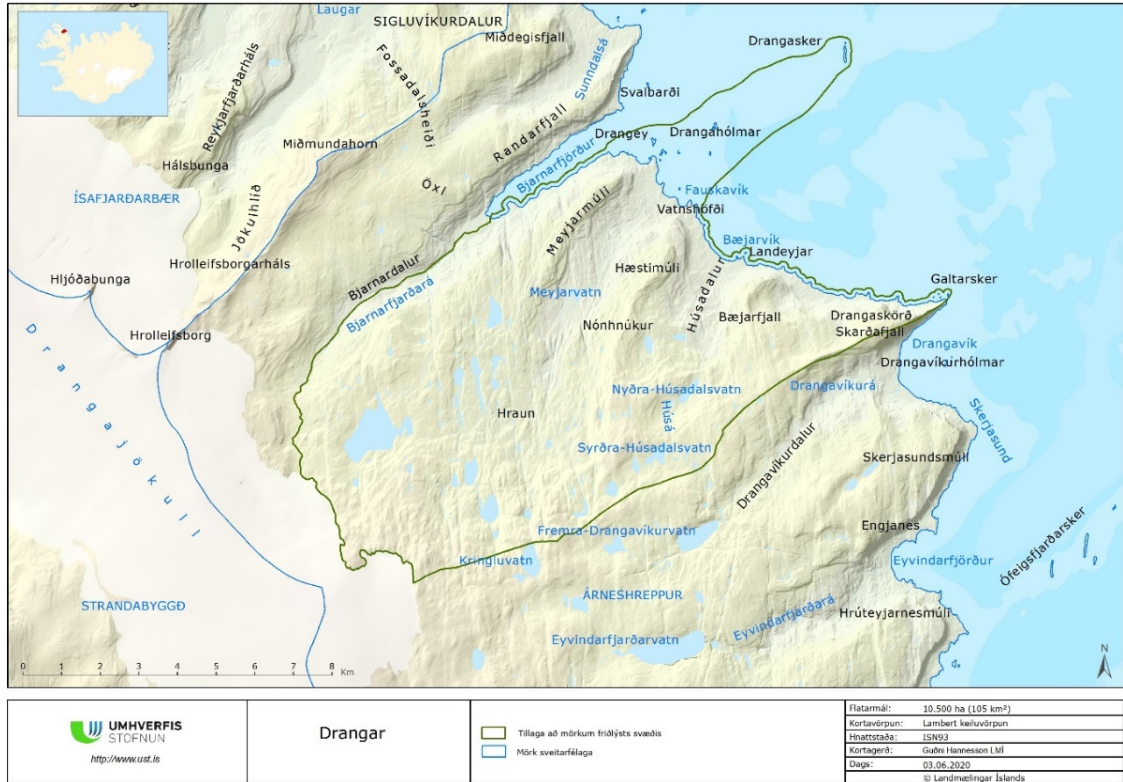 Laugar
SIGLUVÍKURDALUR
Miðdegisfjall
Drangasker
Sunndalsá
Fossadalsheiði
Reykjarfjarðarháls
Svalbarði
Randarfjall
Drangey
Drangahólmar
Miðmundahorn
Hálsbunga
Bjarnarfjörður
Öxl
ÍSAFJARÐARBÆR
Fauskavík
Vatnshöfði
Meyjarmúli
Jökulhlíð
Bæjarvík
Landeyjar
Hrolleifsborgarháls
Hæstimúli
Bjarnardalur
Húsadalur
Hljóðabunga
Galtarsker
Meyjarvatn
Bjarnarfjarðará
Bæjarfjall
Drangaskörð
Nónhnúkur
Skarðafjall
Hrolleifsborg
Drangavík
Drangavíkurhólmar
Drangajökull
Nyðra-Húsadalsvatn
Drangavíkurá
Húsá
Hraun
Skerjasund
Syrðra-Húsadalsvatn
Skerjasundsmúll
Drangavíkurdalur
Fremra-Drangavíkurvatn
Engjanes
Kringluvatn
Eyvindarfjörður
Ófeigsfjarðarsker
ÁRNESHREPPUR
STRANDABYGGÐ
Eyvindarfjarðará
Hrúteyjarnesmúli
Eyvindarfjarðarvatn
0 1 2 3 4 5 6 7 8
Km
N
UMHVERFIS
STOFNUN
http://www.ust.is
Drangar
Tillaga að mörkum friðlýsts svæðis
Mörk sveitarfélaga
Flatarmál: 10.500 ha (105 km²)
Kortavörpun: Lambert keiluvörpun
Hnattstaða: ISN93
Kortagerð: Guðni Hannesson LMÍ
Dags: 03.06.2020
© Landmælingar Íslands